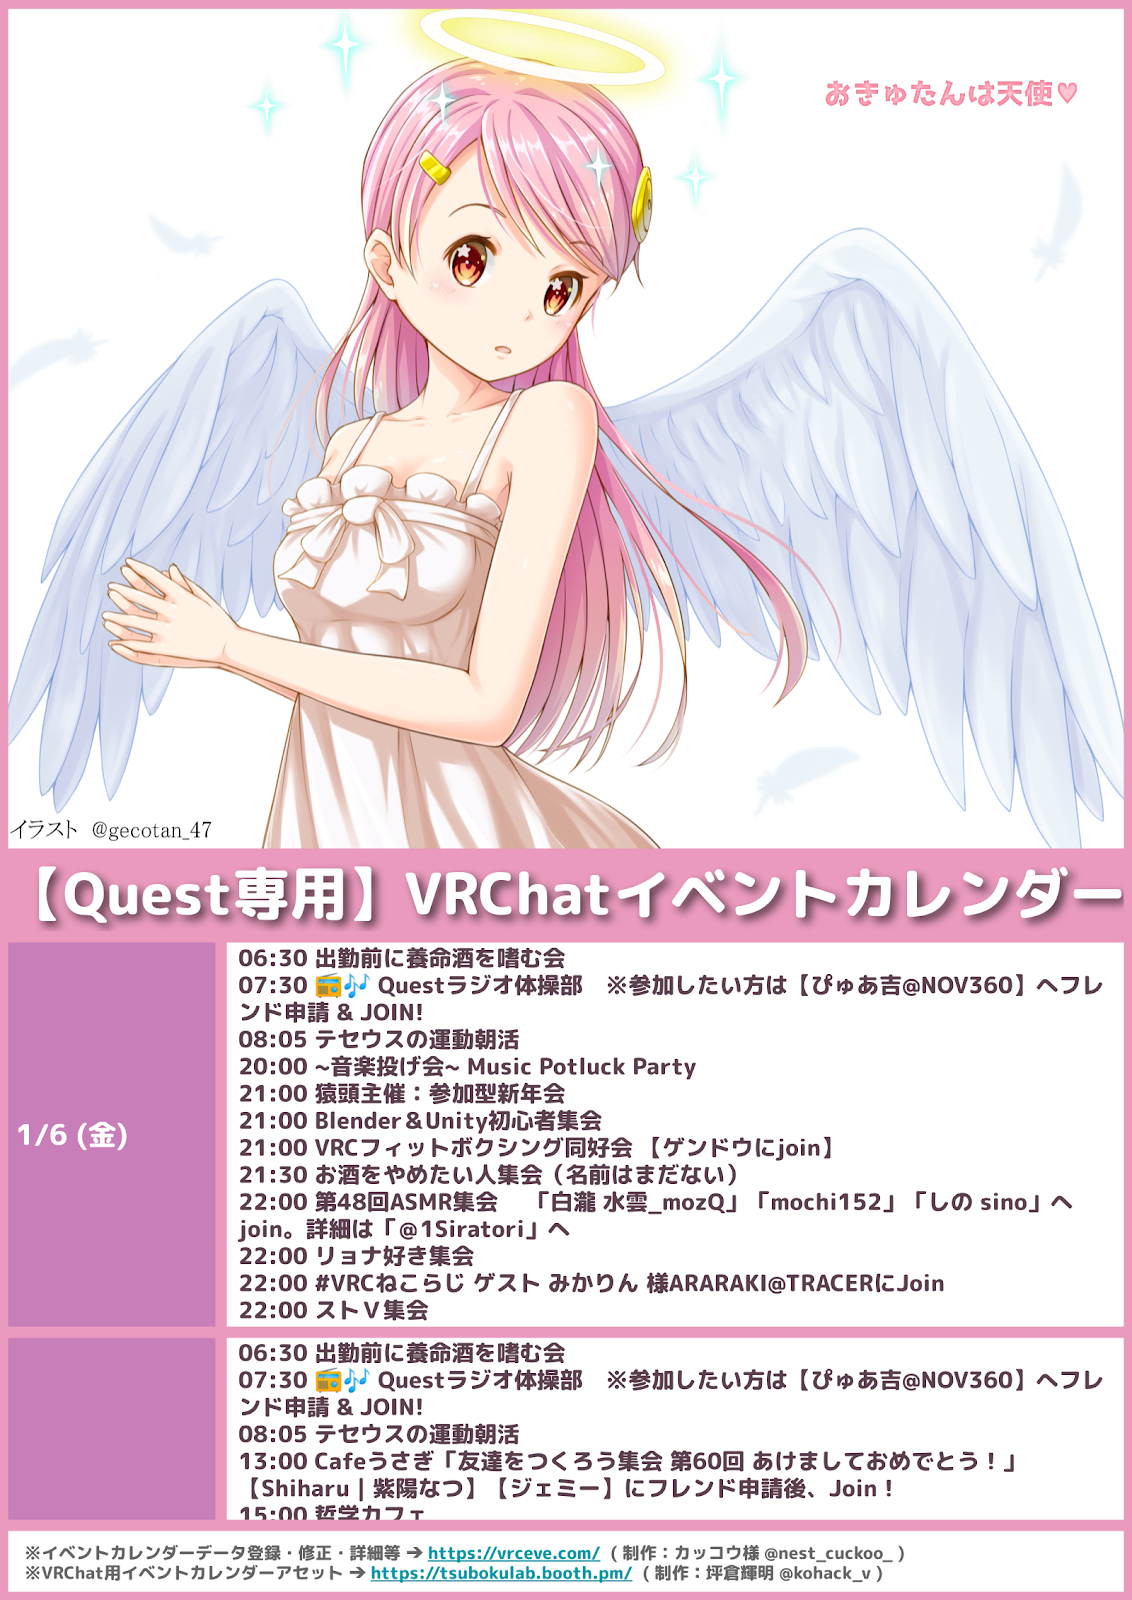 おきゅたんは天使♥
イラスト @gecotan_47
【Quest専用】VRChatイベントカレンダー
1/6 (金)
06:30 出勤前に養命酒を嗜む会
07:30 📻🎶 Questラジオ体操部　※参加したい方は【ぴゅあ吉@NOV360】へフレ
ンド申請 & JOIN!
08:05 テセウスの運動朝活
20:00 ~音楽投げ会~ Music Potluck Party
21:00 猿頭主催：参加型新年会
21:00 Blender＆Unity初心者集会
21:00 VRCフィットボクシング同好会 【ゲンドウにjoin】
21:30 お酒をやめたい人集会（名前はまだない）
22:00 第48回ASMR集会　「白瀧 水雲_mozQ」「mochi152」「しの sino」へ
join。詳細は「@1Siratori」へ
22:00 リョナ好き集会
22:00 #VRCねこらじ ゲスト みかりん 様ARARAKI@TRACERにJoin
22:00 ストＶ集会
06:30 出勤前に養命酒を嗜む会
07:30 📻🎶 Questラジオ体操部　※参加したい方は【ぴゅあ吉@NOV360】へフレ
ンド申請 & JOIN!
08:05 テセウスの運動朝活
13:00 Cafeうさぎ「友達をつくろう集会 第60回 あけましておめでとう！」
【Shiharu | 紫陽なつ】【ジェミー】にフレンド申請後、Join！
15:00 哲学カフェ
※イベントカレンダーデータ登録・修正・詳細等 ➔ https://vrceve.com/ ( 制作：カッコウ様 @nest_cuckoo_ )
※VRChat用イベントカレンダーアセット ➔ https://tsubokulab.booth.pm/ ( 制作：坪倉輝明 @kohack_v )